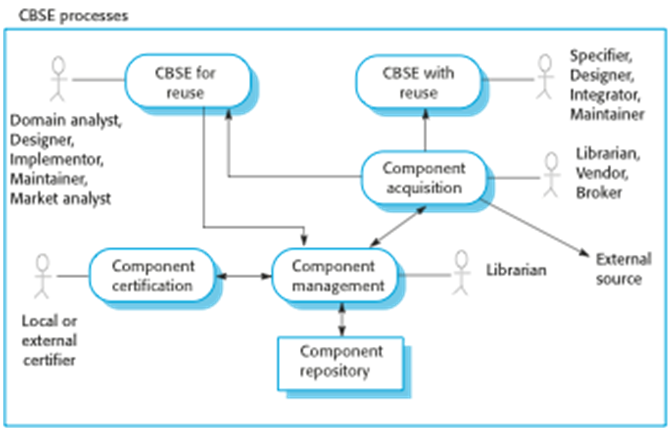 CBSE processes
CBSE for
reuse
CBSE with
reuse
Specifier,
Designer,
Integrator,
Maintainer
Domain analyst,
Designer,
Implementor,
Maintainer,
Market analyst
Component
acquisition
Librarian,
Vendor,
Broker
External
source
Component
certification
Component
management
Librarian
Local or
external
certifier
Component
repository